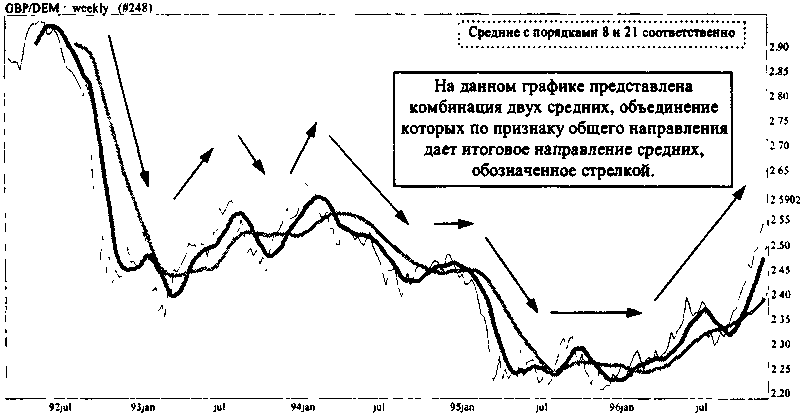 GBP/DEM · weekly (#248)
Средние с порядками 8 и 21 соответственно
На данном графике представлена
комбинация двух средних, объединение
которых по признаку общего направления
дает итоговое направление средних,
обозначенное стрелкой.
2.90
2.85
2 80
2.75
2 70
2 65
2 5902
2.55
2.50
2.45
2 40
2.35
2 30
2.25
2.20
92jul 93jan jul 94jan jul 95jan jul 96jan jul